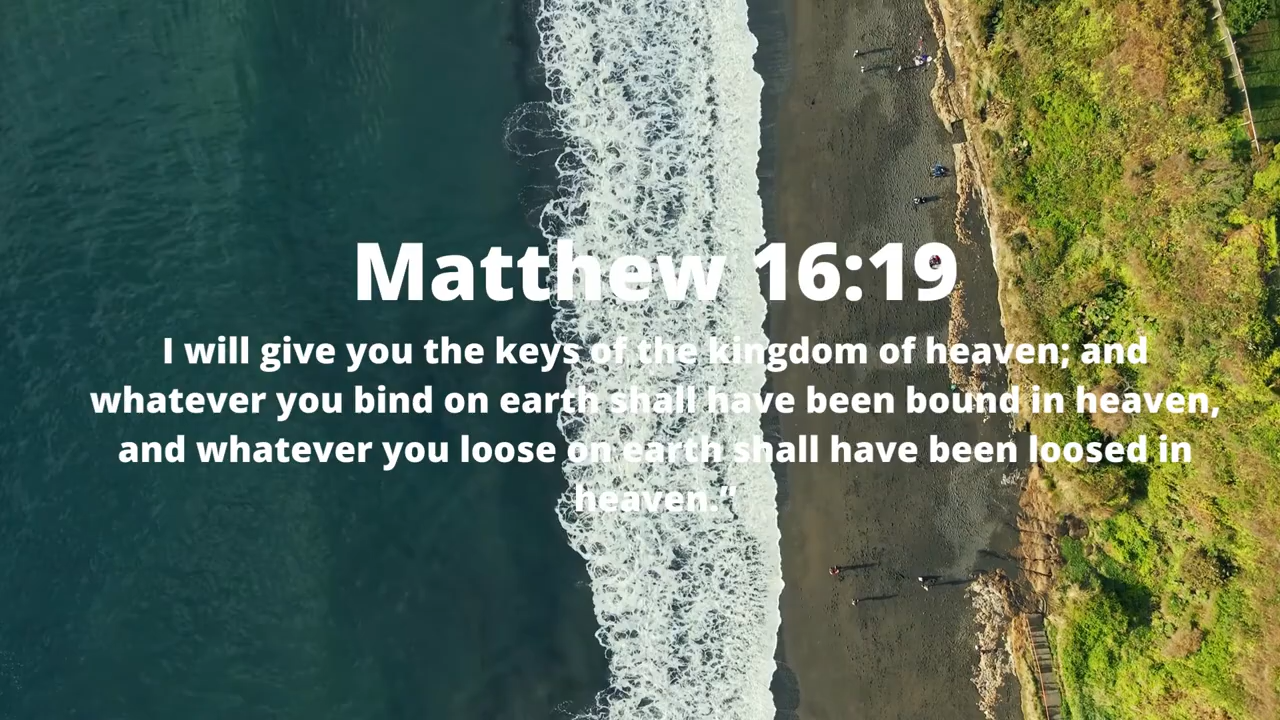 Matthew 16:19
I will give you the keys of the kingdom of heaven; and
whatever you bind on earth shall have been bound in heaven,
and whatever you loose on earth shall have been loosed in
heaven.”